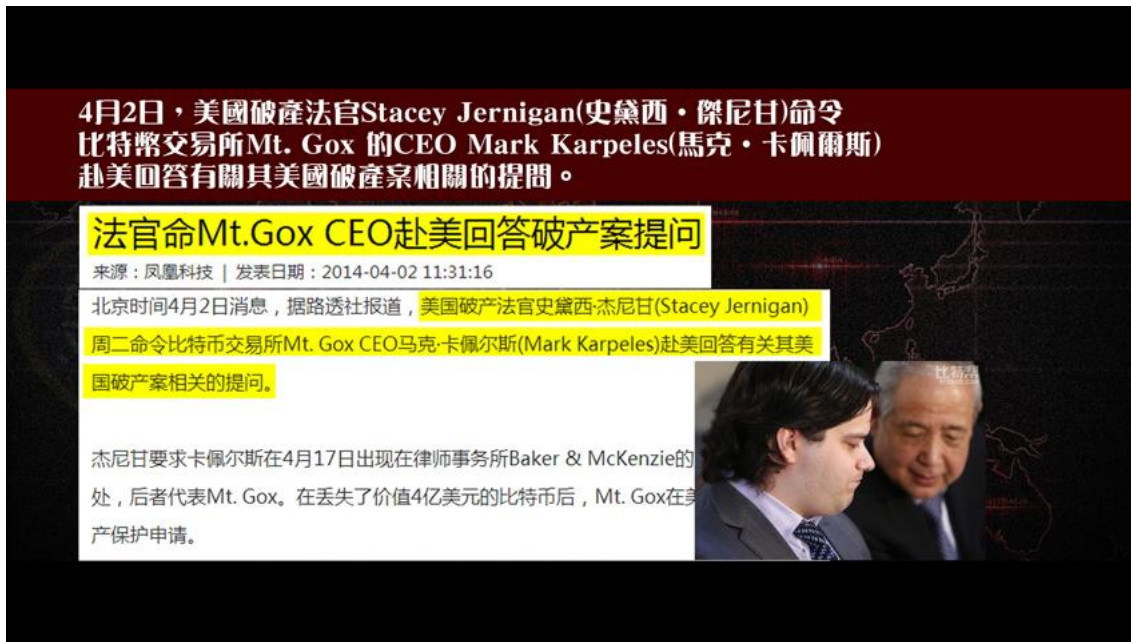 4月2日，美國破產法官Stacey Jernigan(史黛西・傑尼甘)命令
比特幣交易所Mt. Gox 的CEO Mark Karpeles(馬克・卡佩爾斯)
赴美回答有關其美國破產案相關的提問。
法官命Mt.Gox CEO赴美回答破产案提问
来源：凤凰科技 | 发表日期：2014-04-02 11:31:16
北京时间4月2日消息，据路透社报道，美国破产法官史黛西·杰尼甘(Stacey Jernigan)
周二命令比特币交易所Mt. Gox CEO马克·卡佩尔斯(Mark Karpeles)赴美回答有关其美
国破产案相关的提问。
杰尼甘要求卡佩尔斯在4月17日出现在律师事务所Baker & McKenzie的
处，后者代表Mt. Gox。在丢失了价值4亿美元的比特币后，Mt. Gox在美
产保护申请。
比特幫